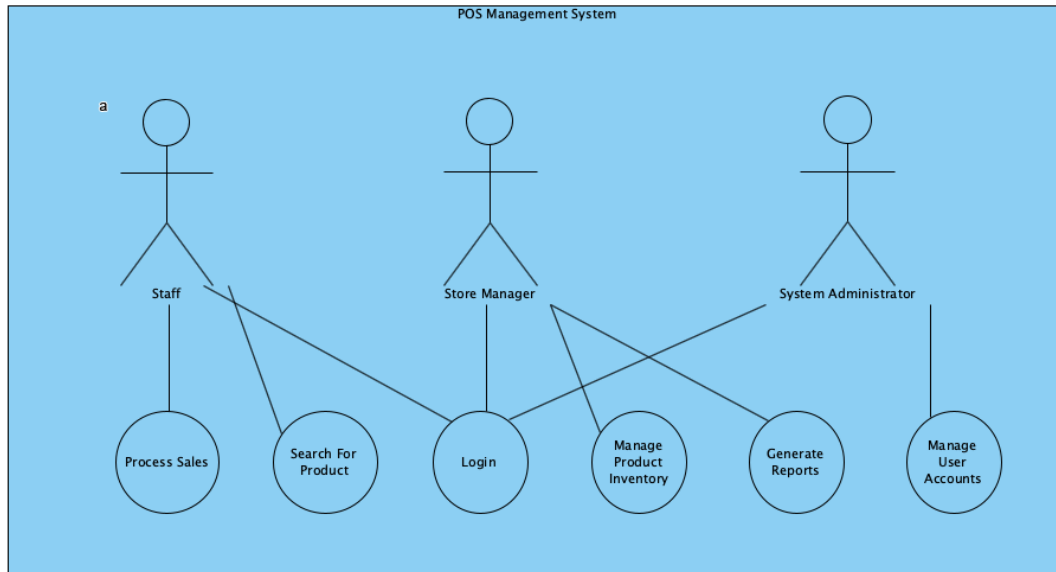 POS Management System
a
Staff
Store Manager
System Administrator
Process Sales
Search For
Product
Login
Manage
Product
Inventory
Generate
Reports
Manage
User
Accounts